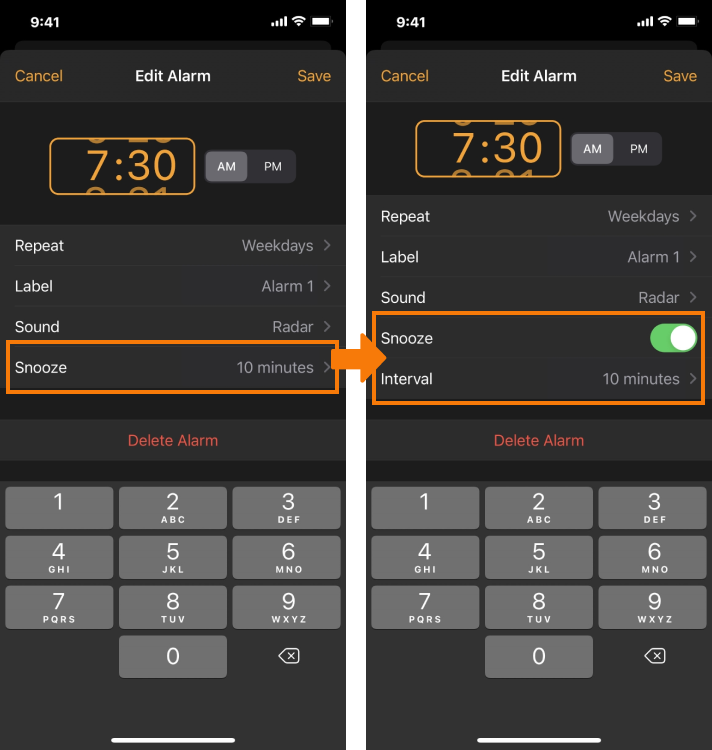 9:41
Cancel Edit Alarm Save
7:30 AM PM
Repeat Weekdays
Label Alarm 1
Sound Radar
Snooze 10 minutes
Delete Alarm
1 2 3
ABC DEF
4 5 6
GHI JKL MNO
7 8 9
PQRS TUV WXYZ
0
9:41
Cancel Edit Alarm Save
7:30 AM PM
Repeat Weekdays
Label Alarm 1
Sound Radar
Snooze
Interval 10 minutes
Delete Alarm
1 2 3
ABC DEF
4 5 6
GHI JKL MNO
7 8 9
PQRS TUV WXYZ
0